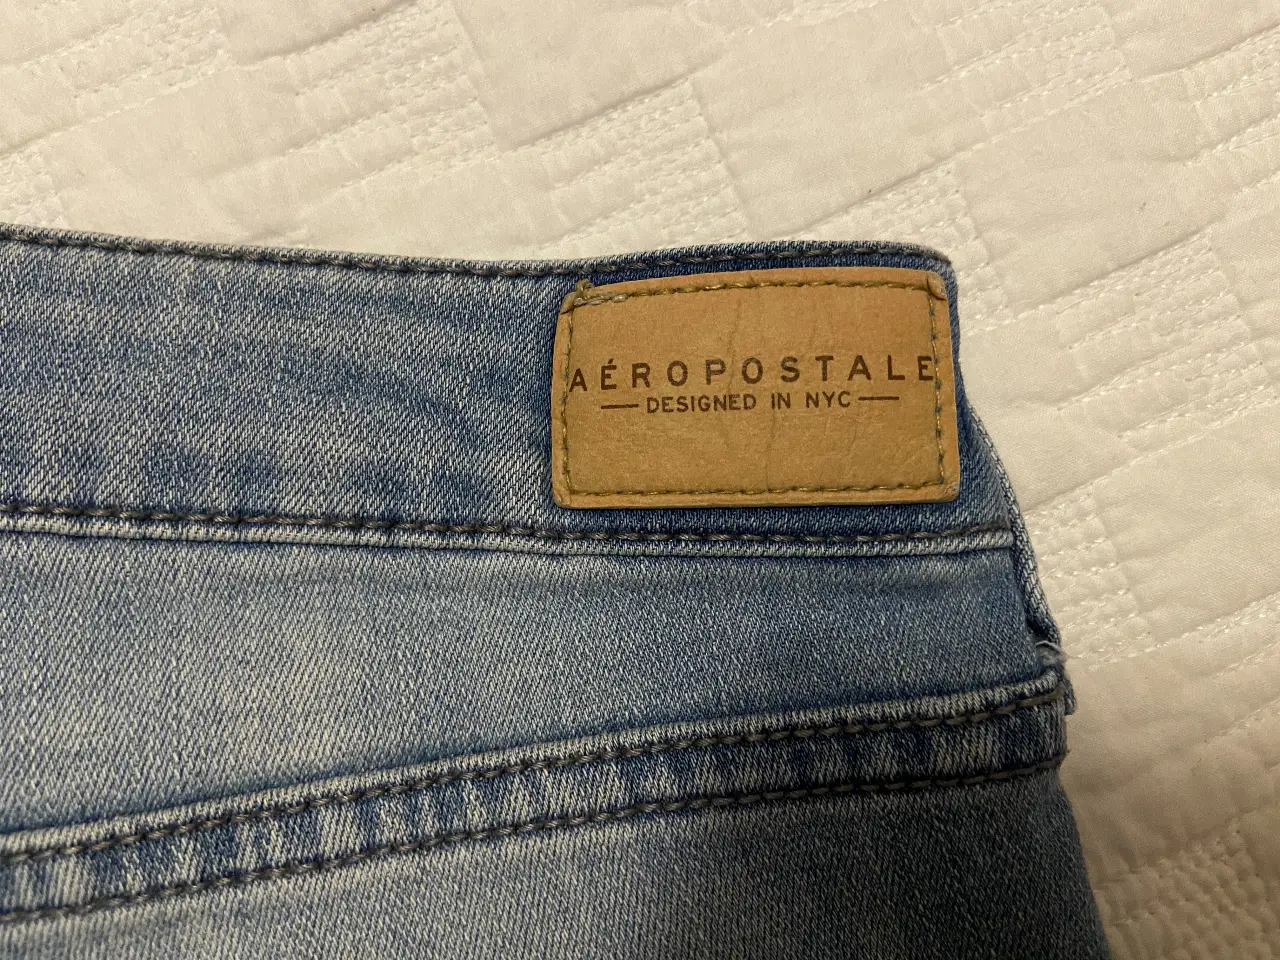 AÉROPOSTALE
— DESIGNED IN NYC —